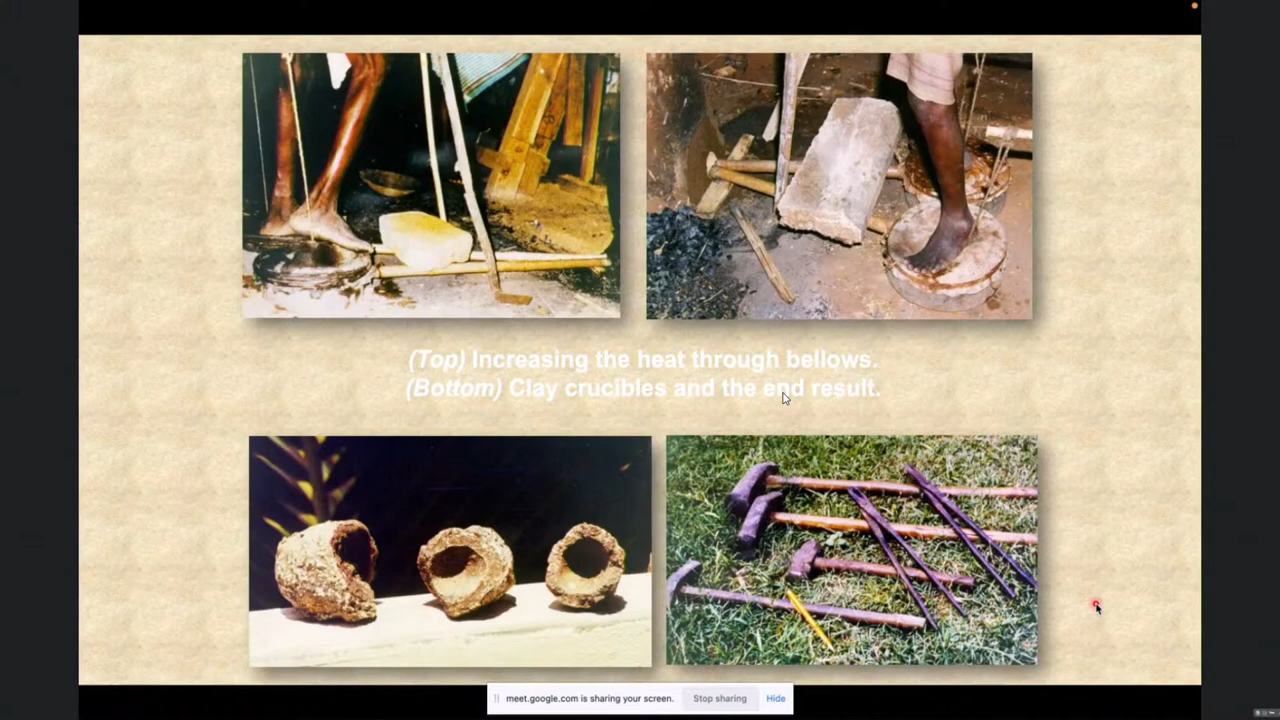 (Top) Increasing the heat through bellows.
(Bottom) Clay crucibles and the end result.
meet.google.com is sharing your screen.
Stop sharing
Hide